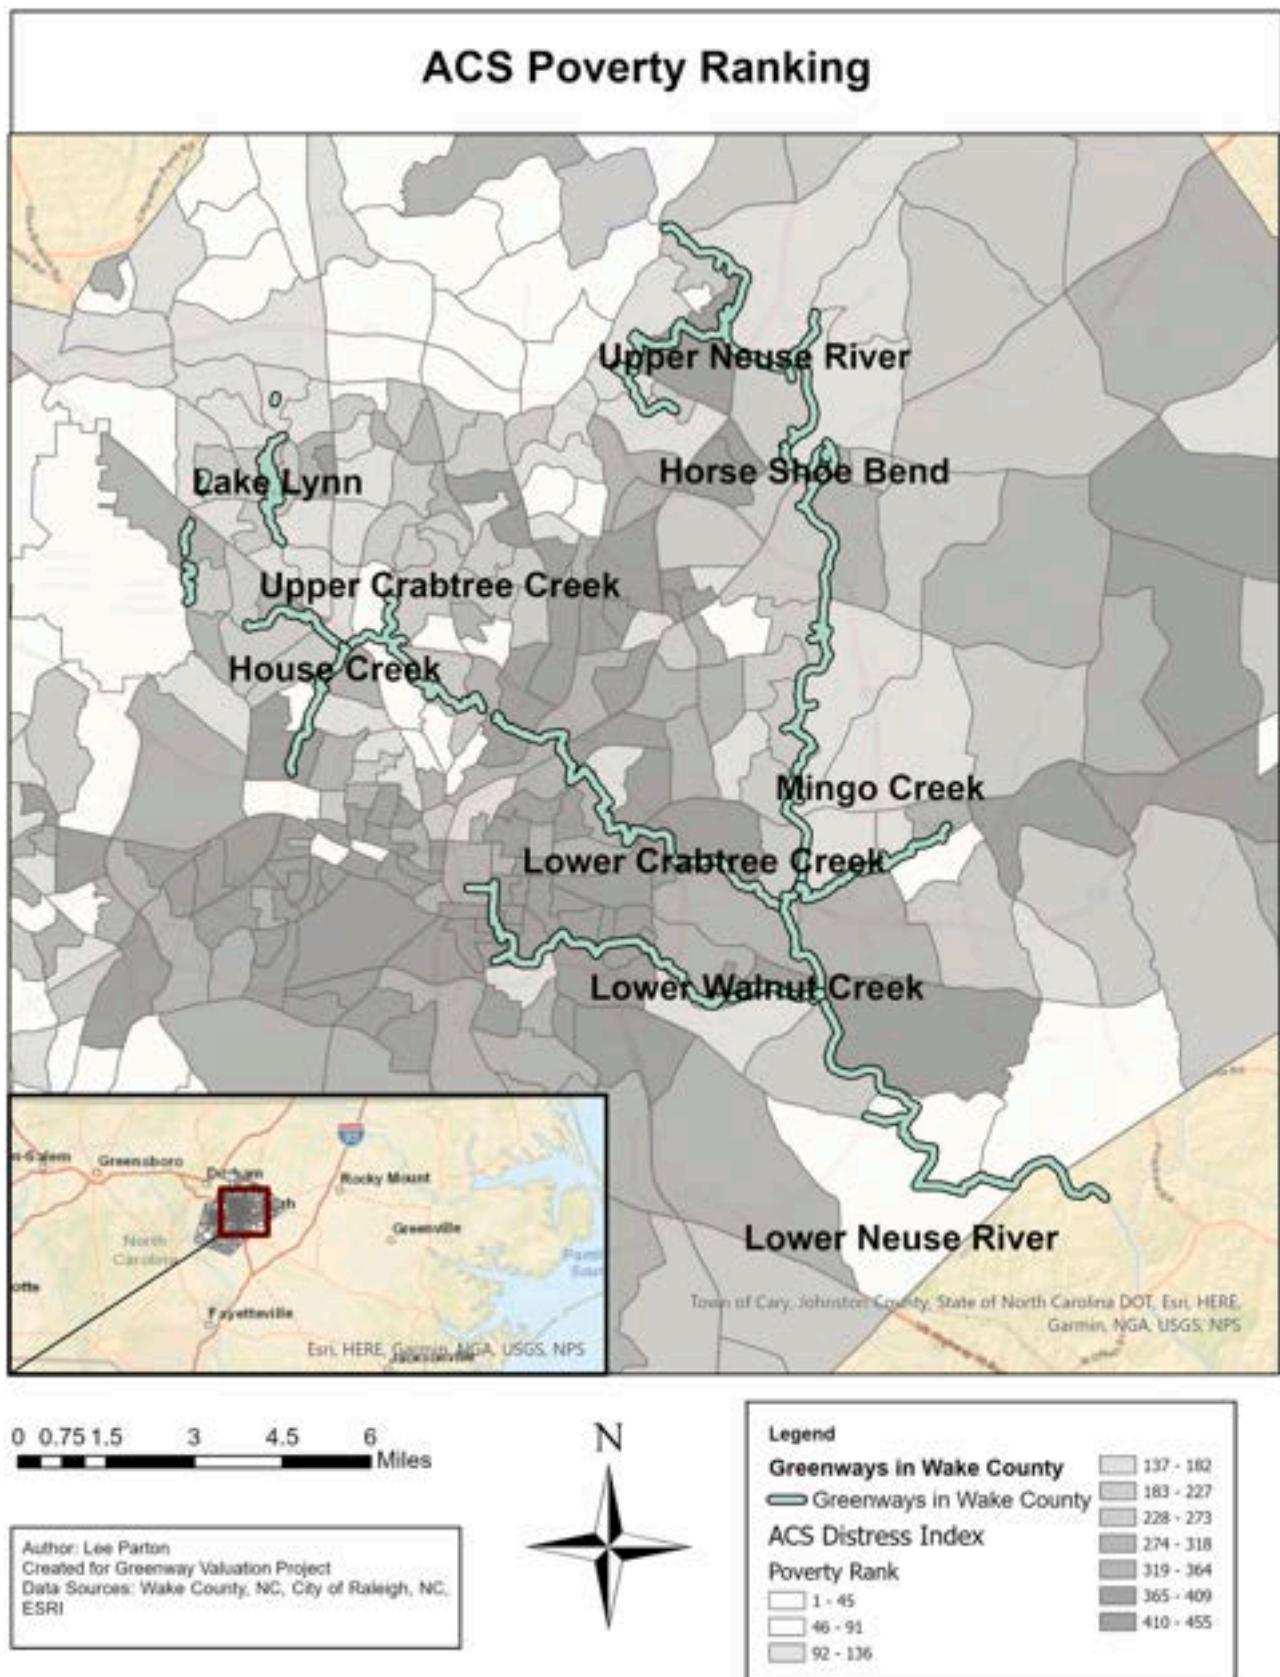 ACS Poverty Ranking
Upper Neuse River
Horse Shoe Bend
Lake Lynn
Upper Crabtree Creek
House Creek
Mingo Creek
Lower Crabtree Creek
Lower Walnut Creek
Lower Neuse River
Town of Cary, Johnston County, State of North Carolina DOT, Esri, HERE,
Garmin, NGA, USGS, NPS
Greensboro
Rocky Mount
Greenville
North
Carolina
Fayetteville
Esri, HERE, Garmin, NGA, USGS, NPS
0 0.75 1.5 3 4.5 6
Miles
N
Author: Lee Parton
Created for Greenway Valuation Project
Data Sources: Wake County, NC, City of Raleigh, NC,
ESRI
Legend
Greenways in Wake County
Greenways in Wake County
ACS Distress Index
Poverty Rank
1 - 45
46 - 91
92 - 136
137 - 182
183 - 227
228 - 273
274 - 318
319 - 364
365 - 409
410 - 455